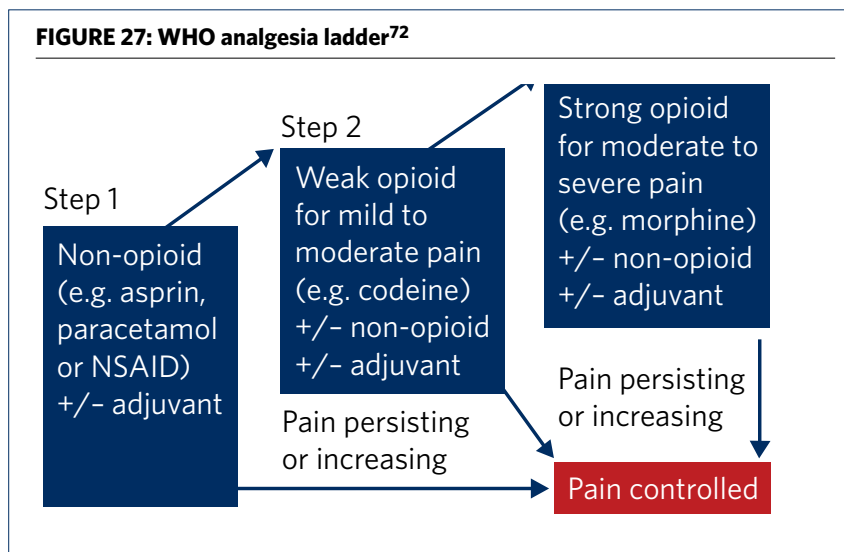 FIGURE 27: WHO analgesia ladder72
Step 1
Non-opioid
(e.g. asprin,
paracetamol
or NSAID)
+/– adjuvant
Step 2
Weak opioid
for mild to
moderate pain
(e.g. codeine)
+/– non-opioid
+/– adjuvant
Pain persisting
or increasing
Strong opioid
for moderate to
severe pain
(e.g. morphine)
+/– non-opioid
+/– adjuvant
Pain persisting
or increasing
Pain controlled